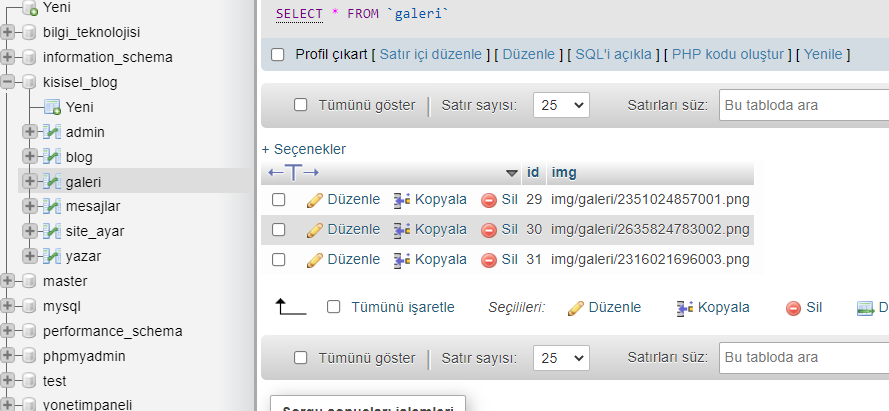 Yeni
bilgi_teknolojisi
information_schema
kisisel_blog
Yeni
admin
blog
galeri
mesajlar
site_ayar
yazar
master
mysql
performance_schema
phpmyadmin
test
yonetimpaneli
SELECT * FROM `galeri`
Profil çıkart [ Satır içi düzenle ] [ Düzenle ] [ SQL'i açıkla ] [ PHP kodu oluştur ] [ Yenile ]
Tümünü göster | Satır sayısı: 25 Satırları süz: Bu tabloda ara
+ Seçenekler
←T→ id img
Düzenle Kopyala Sil 29 img/galeri/2351024857001.png
Düzenle Kopyala Sil 30 img/galeri/2635824783002.png
Düzenle Kopyala Sil 31 img/galeri/2316021696003.png
Tümünü işaretle Seçilileri: Düzenle Kopyala Sil D
Tümünü göster | Satır sayısı: 25 Satırları süz: Bu tabloda ara
Sorgu sonuçları işlemleri